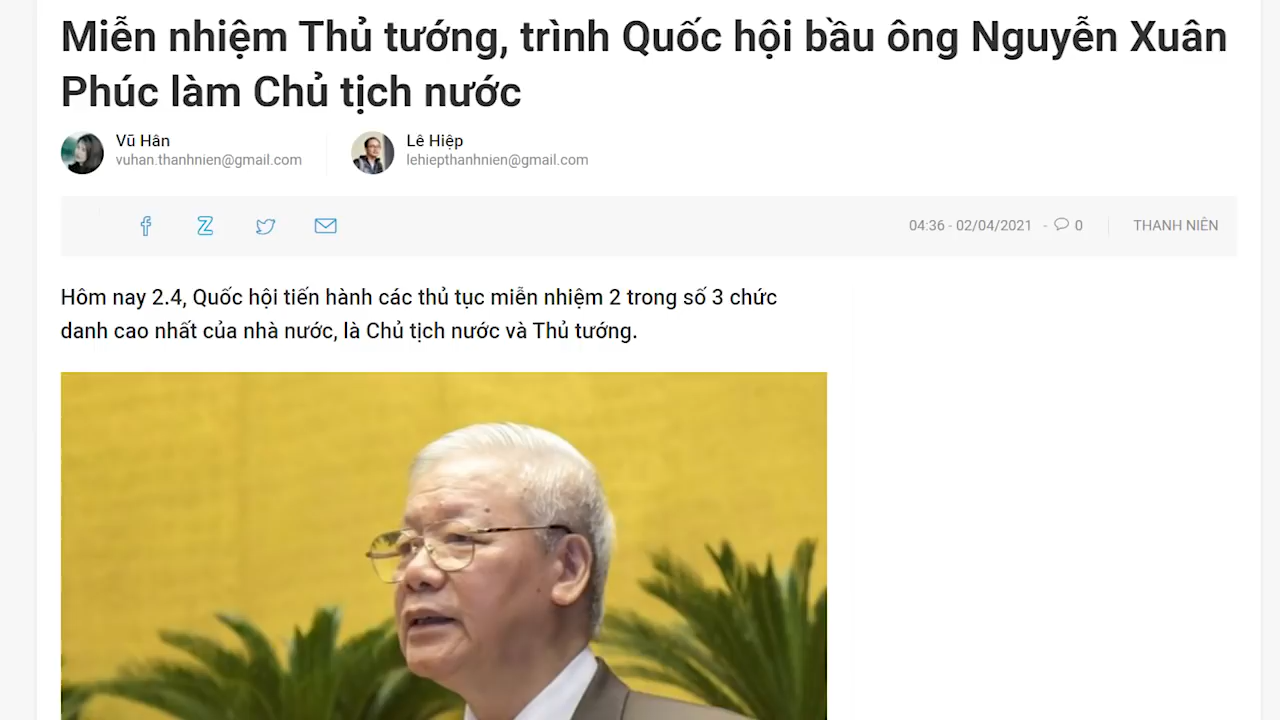 Miễn nhiệm Thủ tướng, trình Quốc hội bầu ông Nguyễn Xuân
Phúc làm Chủ tịch nước
Vũ Hân
vuhan.thanhnien@gmail.com
Lê Hiệp
lehiepthanhnien@gmail.com
04:36 - 02/04/2021 - 0 THANH NIÊN
Hôm nay 2.4, Quốc hội tiến hành các thủ tục miễn nhiệm 2 trong số 3 chức
danh cao nhất của nhà nước, là Chủ tịch nước và Thủ tướng.